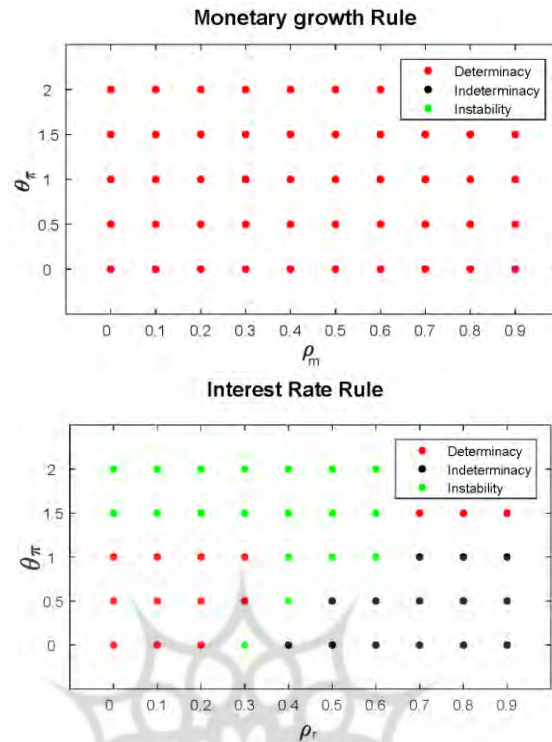 Monetary growth Rule
Determinacy
Indeterminacy
Instability
2
1.5
1
0.5
0
θπ
0 0.1 0.2 0.3 0.4 0.5 0.6 0.7 0.8 0.9
ρm
Interest Rate Rule
Determinacy
Indeterminacy
Instability
2
1.5
1
0.5
0
θπ
0 0.1 0.2 0.3 0.4 0.5 0.6 0.7 0.8 0.9
ρr